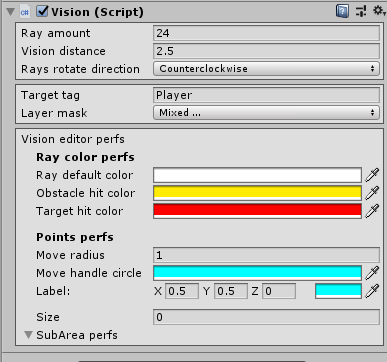 Vision (Script)
Ray amount 24
Vision distance 2.5
Rays rotate direction Counterclockwise
Target tag Player
Layer mask Mixed ...
Vision editor perfs
Ray color perfs
Ray default color
Obstacle hit color
Target hit color
Points perfs
Move radius 1
Move handle circle
Label: X 0.5 Y 0.5 Z 0
Size 0
SubArea perfs